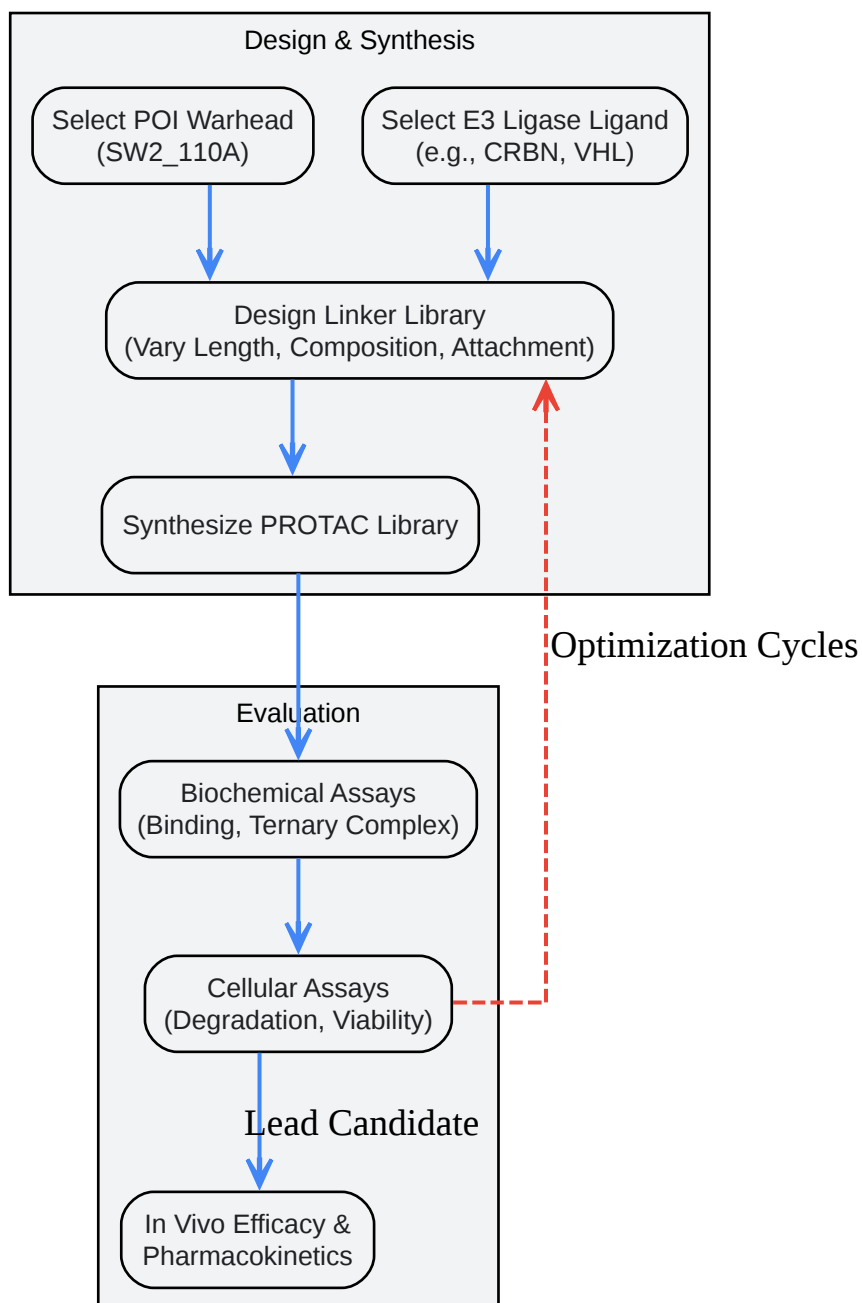 Design & Synthesis
Select POI Warhead
(SW2_110A)
Select E3 Ligase Ligand
(e.g., CRBN, VHL)
Design Linker Library
(Vary Length, Composition, Attachment)
Synthesize PROTAC Library
Optimization Cycles
Evaluation
Biochemical Assays
(Binding, Ternary Complex)
Cellular Assays
(Degradation, Viability)
Lead Candidate
In Vivo Efficacy &
Pharmacokinetics